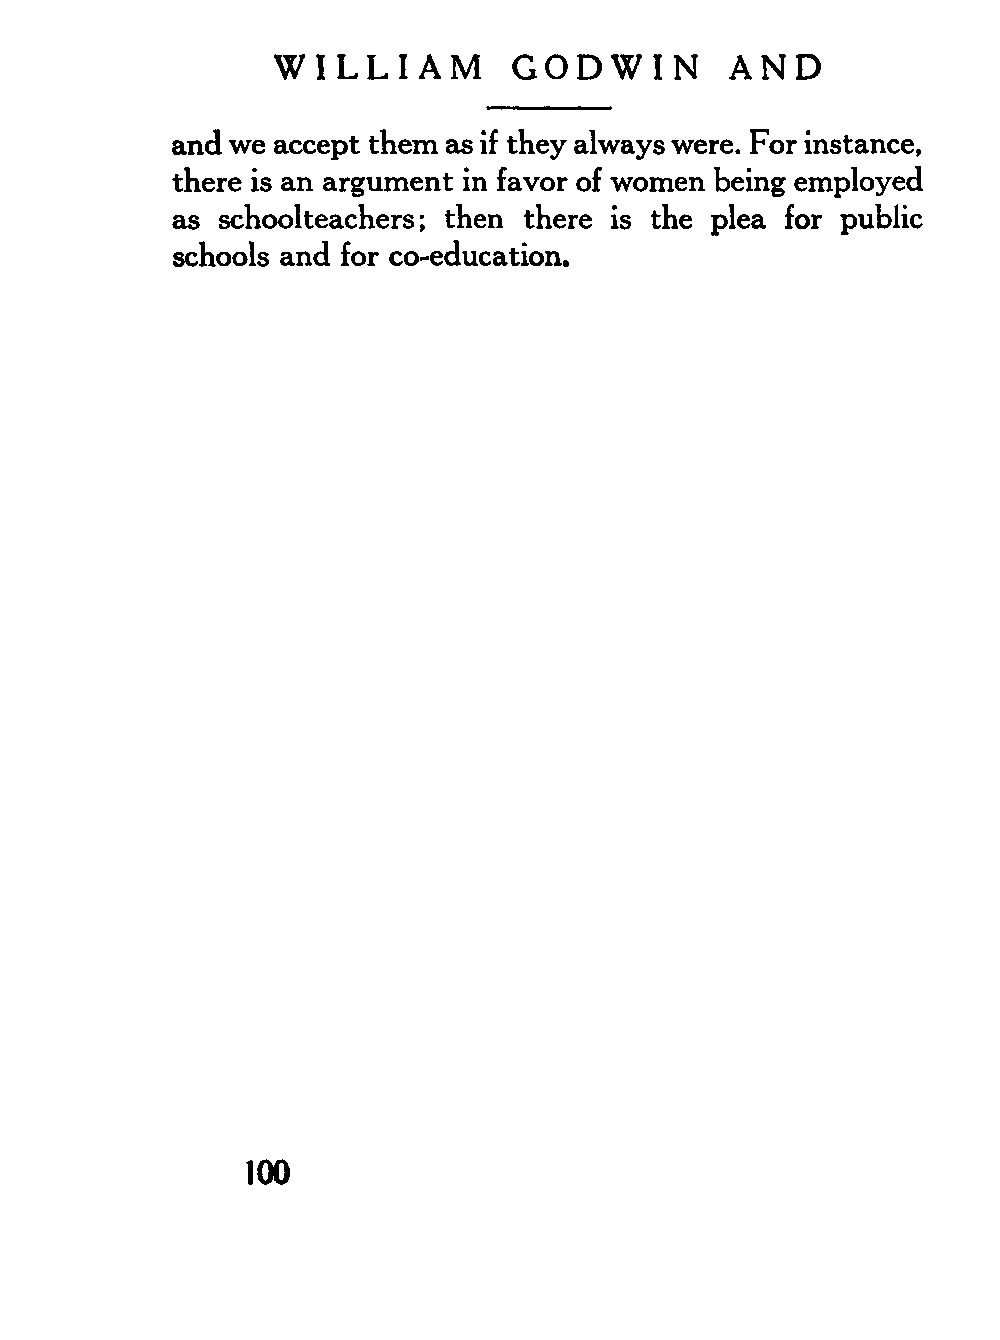 WILLIAM GODWIN AND
and we accept them as if they always were. For instance,
there is an argument in favor of women being employed
as schoolteachers; then there is the plea for public
schools and for co-education.
100